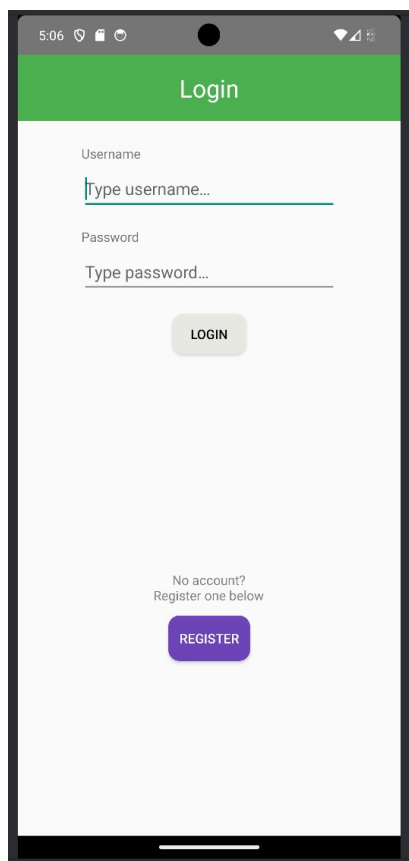 5:06
Login
Username
Type username...
Password
Type password...
LOGIN
No account?
Register one below
REGISTER